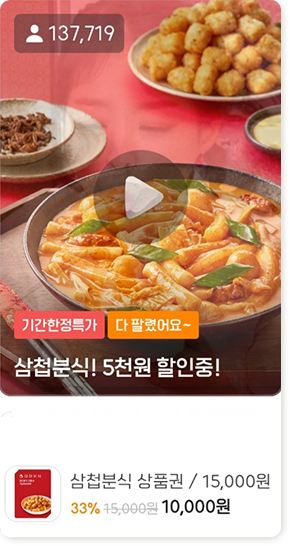 137,719
기간한정특가 다 팔렸어요~
삼첩분식! 5천원 할인중!
삼첩분식 상품권 / 15,000원
33% 15,000원 10,000원